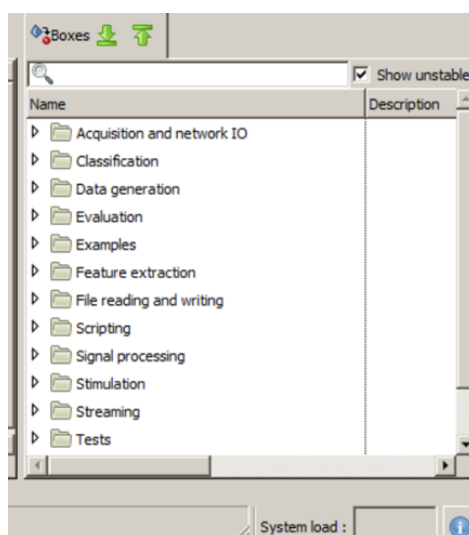 Boxes
Show unstable
Name Description
Acquisition and network IO
Classification
Data generation
Evaluation
Examples
Feature extraction
File reading and writing
Scripting
Signal processing
Stimulation
Streaming
Tests
System load :